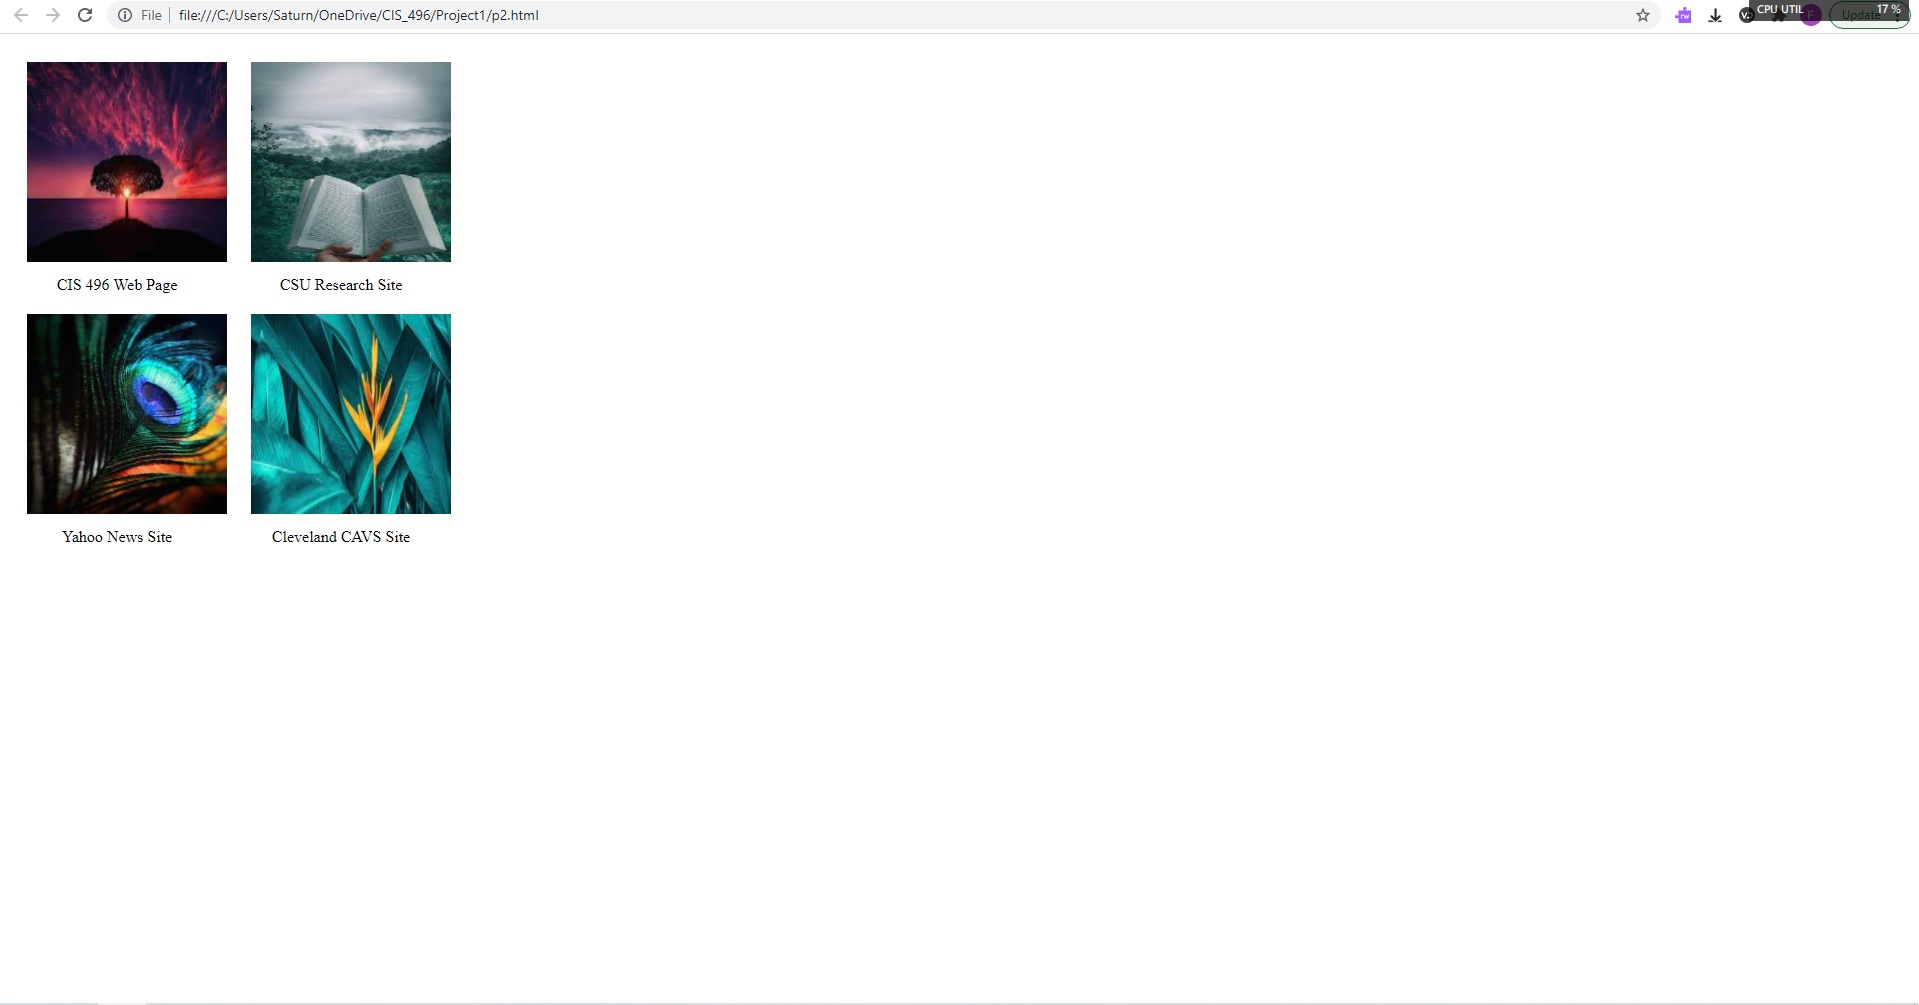 File file:///C:/Users/Saturn/OneDrive/CIS_496/Project1/p2.html
CPU UTIL 17 %
Update
CIS 496 Web Page
CSU Research Site
Yahoo News Site
Cleveland CAVS Site